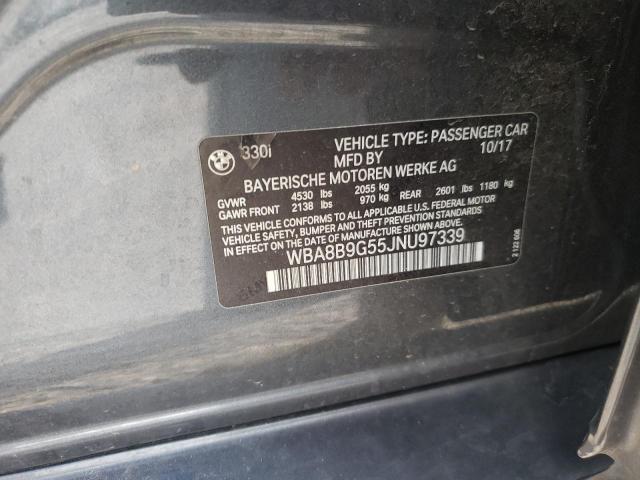 330i
VEHICLE TYPE: PASSENGER CAR
MFD BY 10/17
BAYERISCHE MOTOREN WERKE AG
GVWR 4530 lbs 2055 kg
GAWR FRONT 2138 lbs 970 kg REAR 2601 lbs 1180 kg
THIS VEHICLE CONFORMS TO ALL APPLICABLE U.S. FEDERAL MOTOR
VEHICLE SAFETY, BUMPER AND THEFT PREVENTION STANDARDS
IN EFFECT ON THE DATE OF MANUFACTURE SHOWN ABOVE.
WBA8B9G55JNU97339